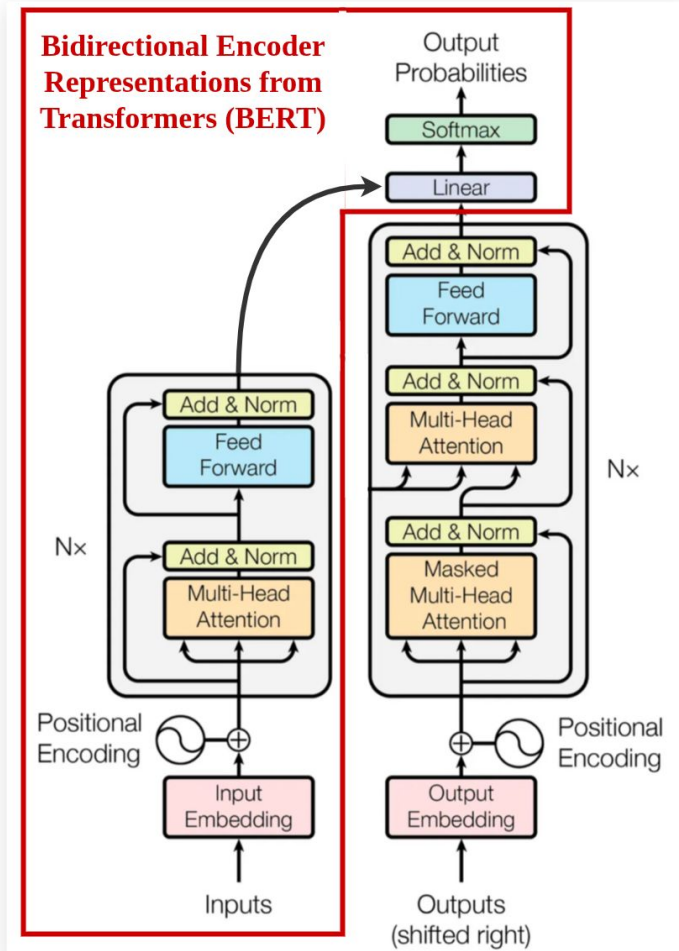 Bidirectional Encoder
Representations from
Transformers (BERT)
Output
Probabilities
Softmax
Linear
Add & Norm
Feed
Forward
Add & Norm
Multi-Head
Attention
Add & Norm
Masked
Multi-Head
Attention
N×
Positional
Encoding
Output
Embedding
Outputs
(shifted right)
Add & Norm
Feed
Forward
Add & Norm
Multi-Head
Attention
N×
Positional
Encoding
Input
Embedding
Inputs